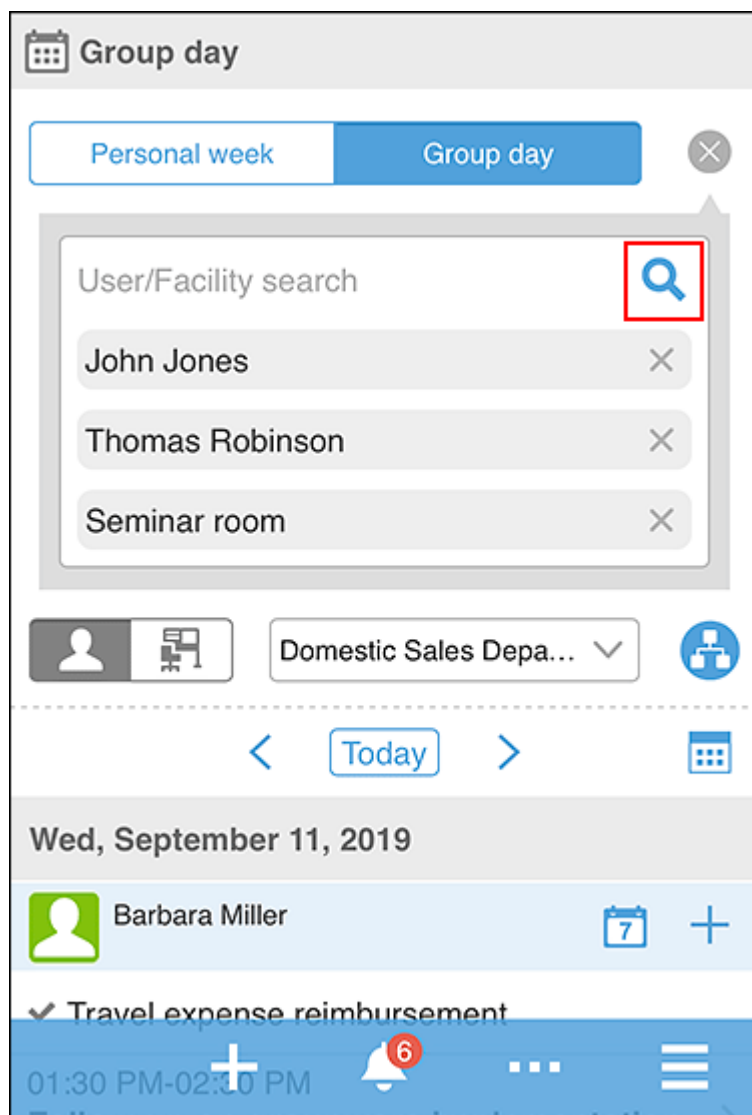 Group day
Personal week Group day
User/Facility search
John Jones
Thomas Robinson
Seminar room
Domestic Sales Depa...
Today
Wed, September 11, 2019
Barbara Miller
7
Travel expense reimbursement
6
01:30 PM-02:30 PM